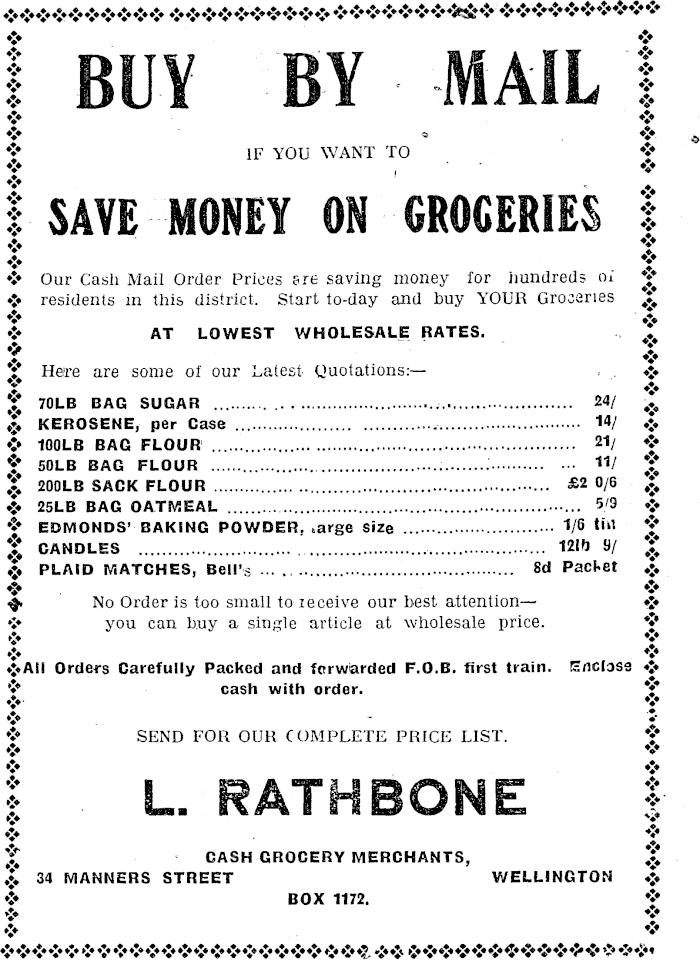 BUY BY MAIL
IF YOU WANT TO
SAVE MONEY ON GROCERIES
Our Cash Mail Order Prices are saving money for hundreds of
residents in this district. Start to-day and buy YOUR Groceries
AT LOWEST WHOLESALE RATES.
Here are some of our Latest Quotations:—
70LB BAG SUGAR ........ 24/
KEROSENE, per Case ........ 14/
100LB BAG FLOUR ........ 21/
50LB BAG FLOUR ........ 11/
200LB SACK FLOUR ........ £2 0/6
25LB BAG OATMEAL ........ 5/9
EDMONDS' BAKING POWDER, large size ........ 1/6 tin
CANDLES ........ 12lb 9/
PLAID MATCHES, Bell's ........ 8d Packet
No Order is too small to receive our best attention—
you can buy a single article at wholesale price.
All Orders Carefully Packed and forwarded F.O.B. first train. Enclose
cash with order.
SEND FOR OUR COMPLETE PRICE LIST.
L. RATHBONE
CASH GROCERY MERCHANTS,
34 MANNERS STREET WELLINGTON
BOX 1172.